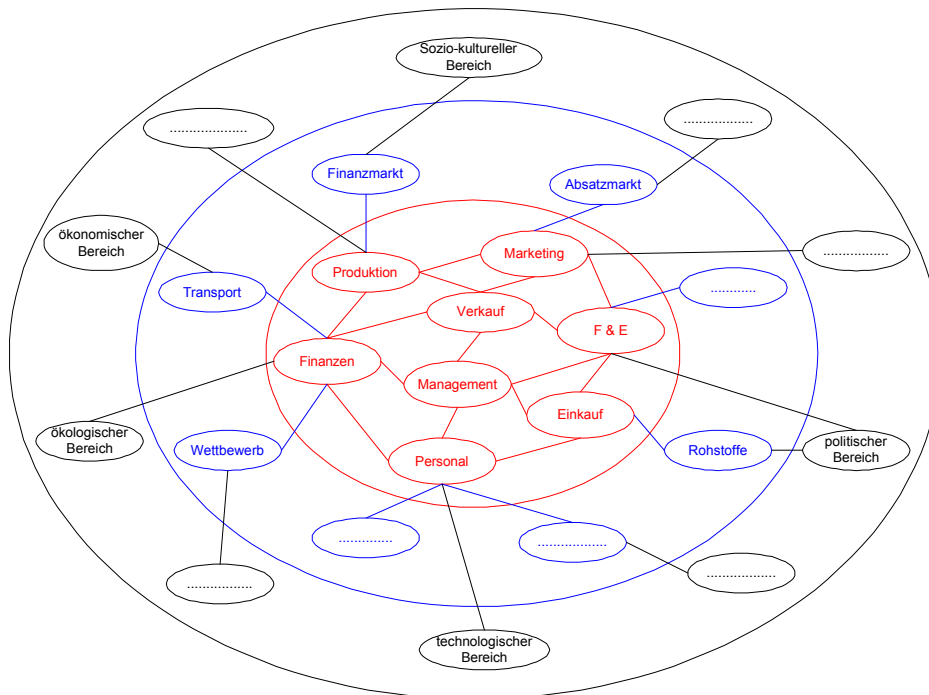 Sozio-kultureller
Bereich
....................
.................
Finanzmarkt
Absatzmarkt
ökonomischer
Bereich
Marketing
..................
Produktion
Transport
............
Verkauf
F & E
Finanzen
Management
Einkauf
ökologischer
Bereich
Wettbewerb
Personal
Rohstoffe
politischer
Bereich
..............
..................
.................
..................
technologischer
Bereich